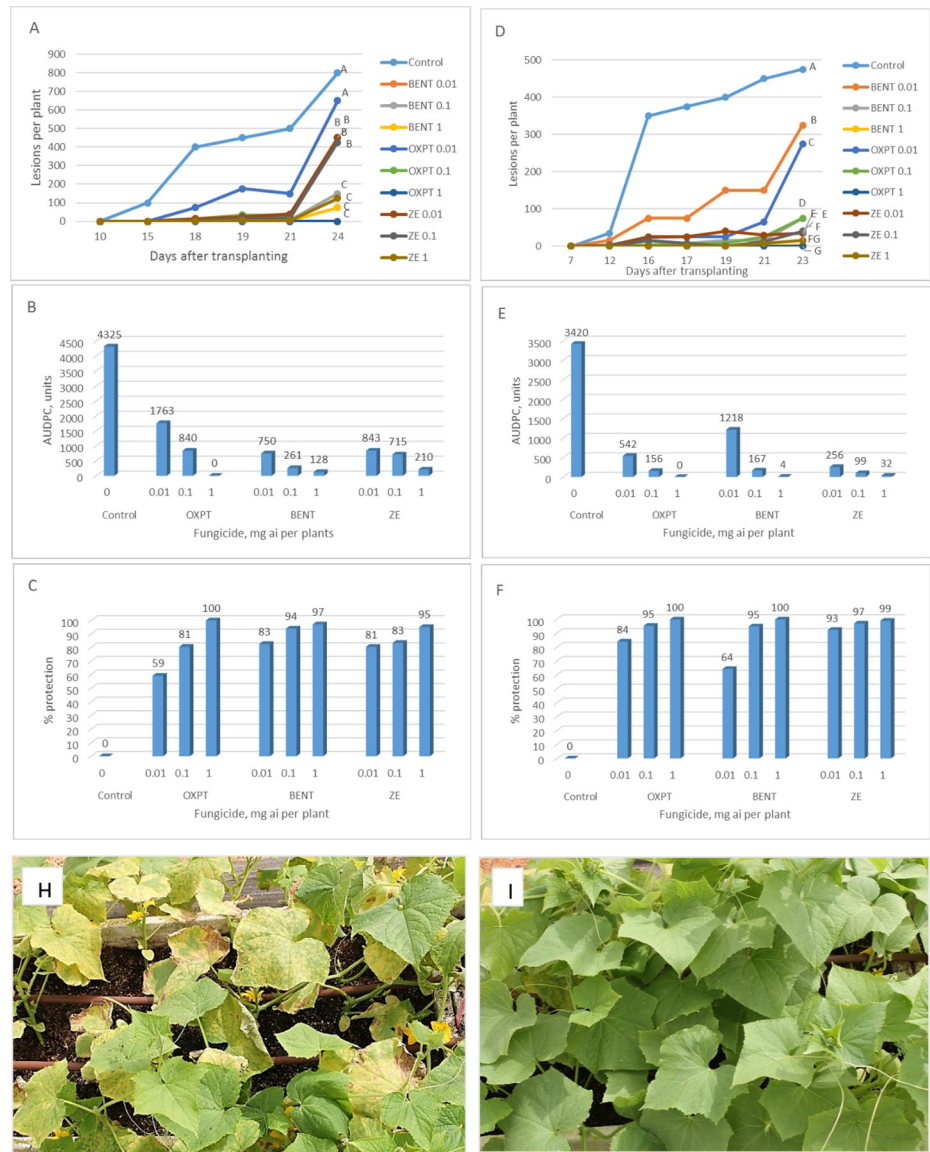 A
Lesions per plant
900
800
700
600
500
400
300
200
100
0
10 15 18 19 21 24
Days after transplanting
A
A
B
B
B
B
C
C
C
C
Control
BENT 0.01
BENT 0.1
BENT 1
OXPT 0.01
OXPT 0.1
OXPT 1
ZE 0.01
ZE 0.1
ZE 1
D
Lesions per plant
500
400
300
200
100
0
7 12 16 17 19 21 23
Days after transplanting
A
B
C
D
E E
F
FG
G
Control
BENT 0.01
BENT 0.1
BENT 1
OXPT 0.01
OXPT 0.1
OXPT 1
ZE 0.01
ZE 0.1
ZE 1
B
AUDPC, units
4500
4000
3500
3000
2500
2000
1500
1000
500
0
4325 1763 840 0 750 261 128 843 715 210
0 0.01 0.1 1 0.01 0.1 1 0.01 0.1 1
Control OXPT BENT ZE
Fungicide, mg ai per plants
E
AUDPC, units
3500
3000
2500
2000
1500
1000
500
0
3420 542 156 0 1218 167 4 256 99 32
0 0.01 0.1 1 0.01 0.1 1 0.01 0.1 1
Control OXPT BENT ZE
Fungicide, mg ai per plant
C
% protection
100
90
80
70
60
50
40
30
20
10
0
0 59 81 100 83 94 97 81 83 95
0 0.01 0.1 1 0.01 0.1 1 0.01 0.1 1
Control OXPT BENT ZE
Fungicide, mg ai per plant
F
% protection
100
90
80
70
60
50
40
30
20
10
0
0 84 95 100 64 95 100 93 97 99
0 0.01 0.1 1 0.01 0.1 1 0.01 0.1 1
Control OXPT BENT ZE
Fungicide, mg ai per plant
H
I